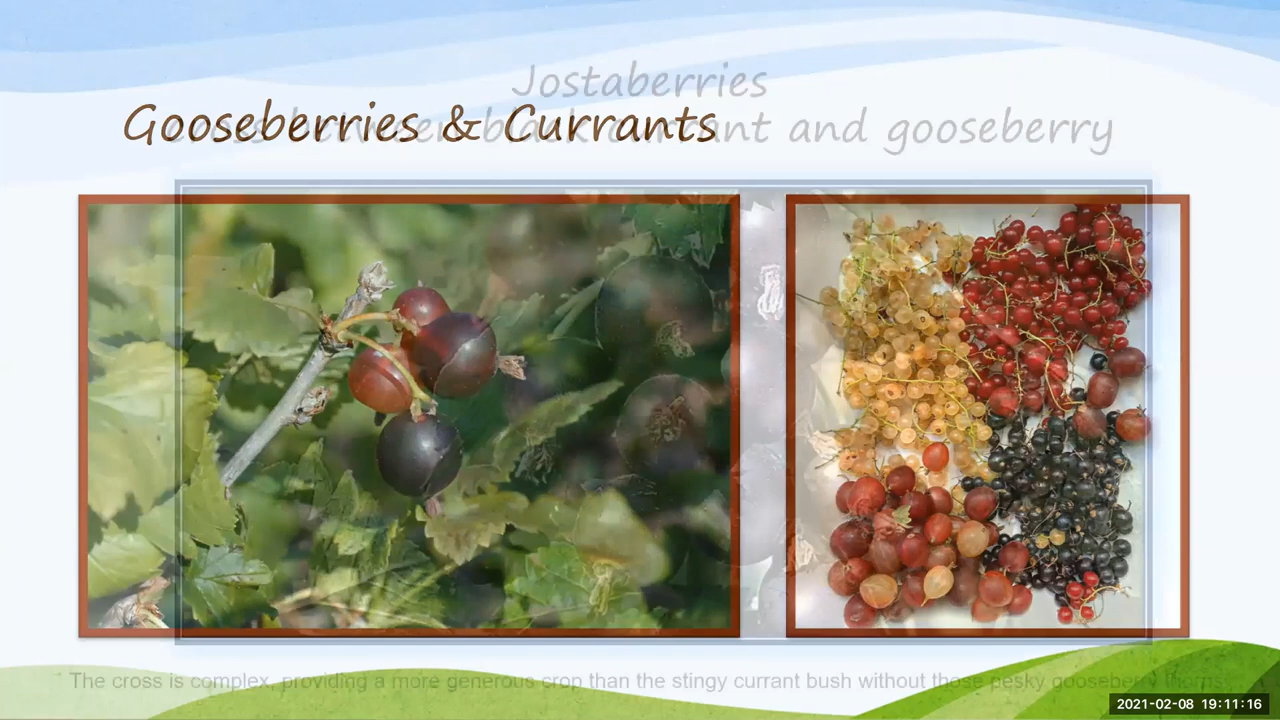 Jostaberries
Gooseberries & Currants
between black currant and gooseberry
The cross is complex, providing a more generous crop than the stingy currant bush without those pesky gooseberry thorns.
2021-02-08 19:11:16